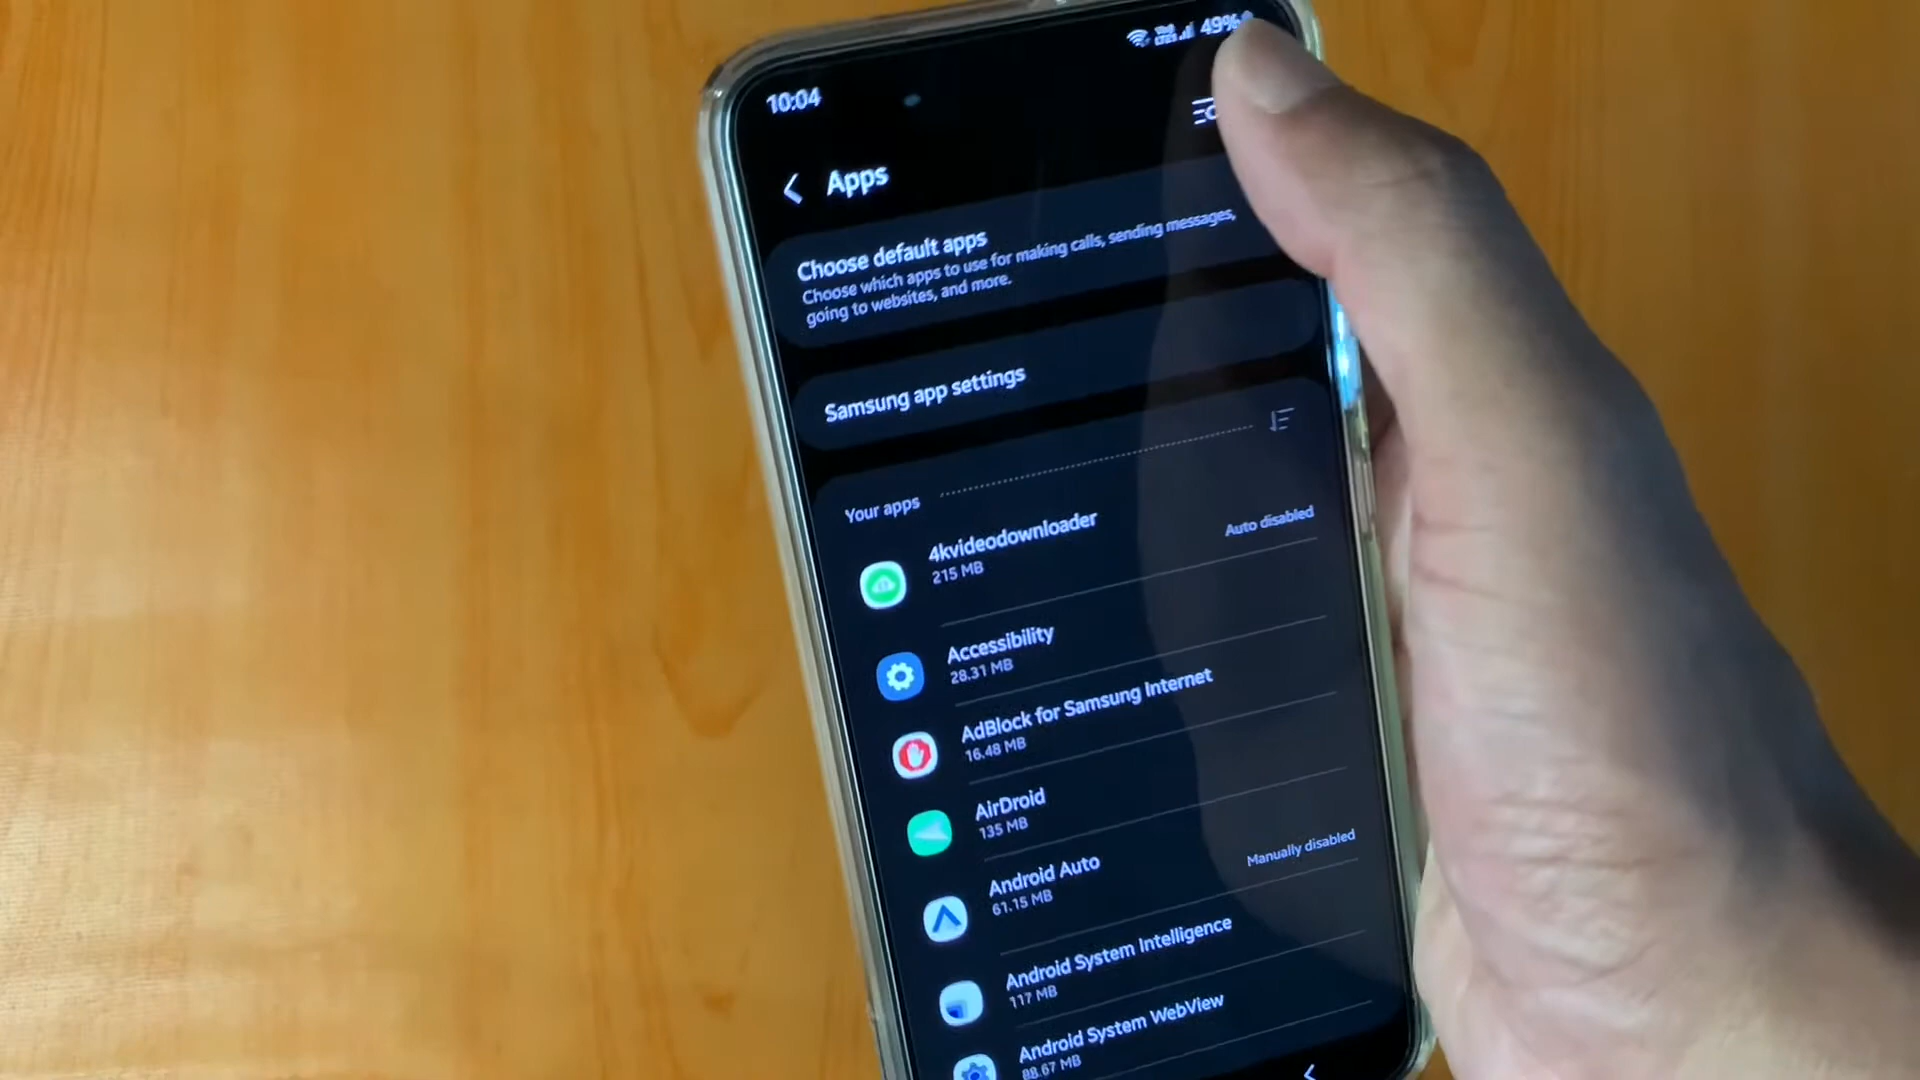 49%
10:04
Apps
Choose default apps
Choose which apps to use for making calls, sending messages,
going to websites, and more.
Samsung app settings
Your apps
4kvideodownloader
215 MB
Auto disabled
Accessibility
28.31 MB
AdBlock for Samsung Internet
16.48 MB
AirDroid
135 MB
Android Auto
61.15 MB
Manually disabled
Android System Intelligence
117 MB
Android System WebView
88.67 MB